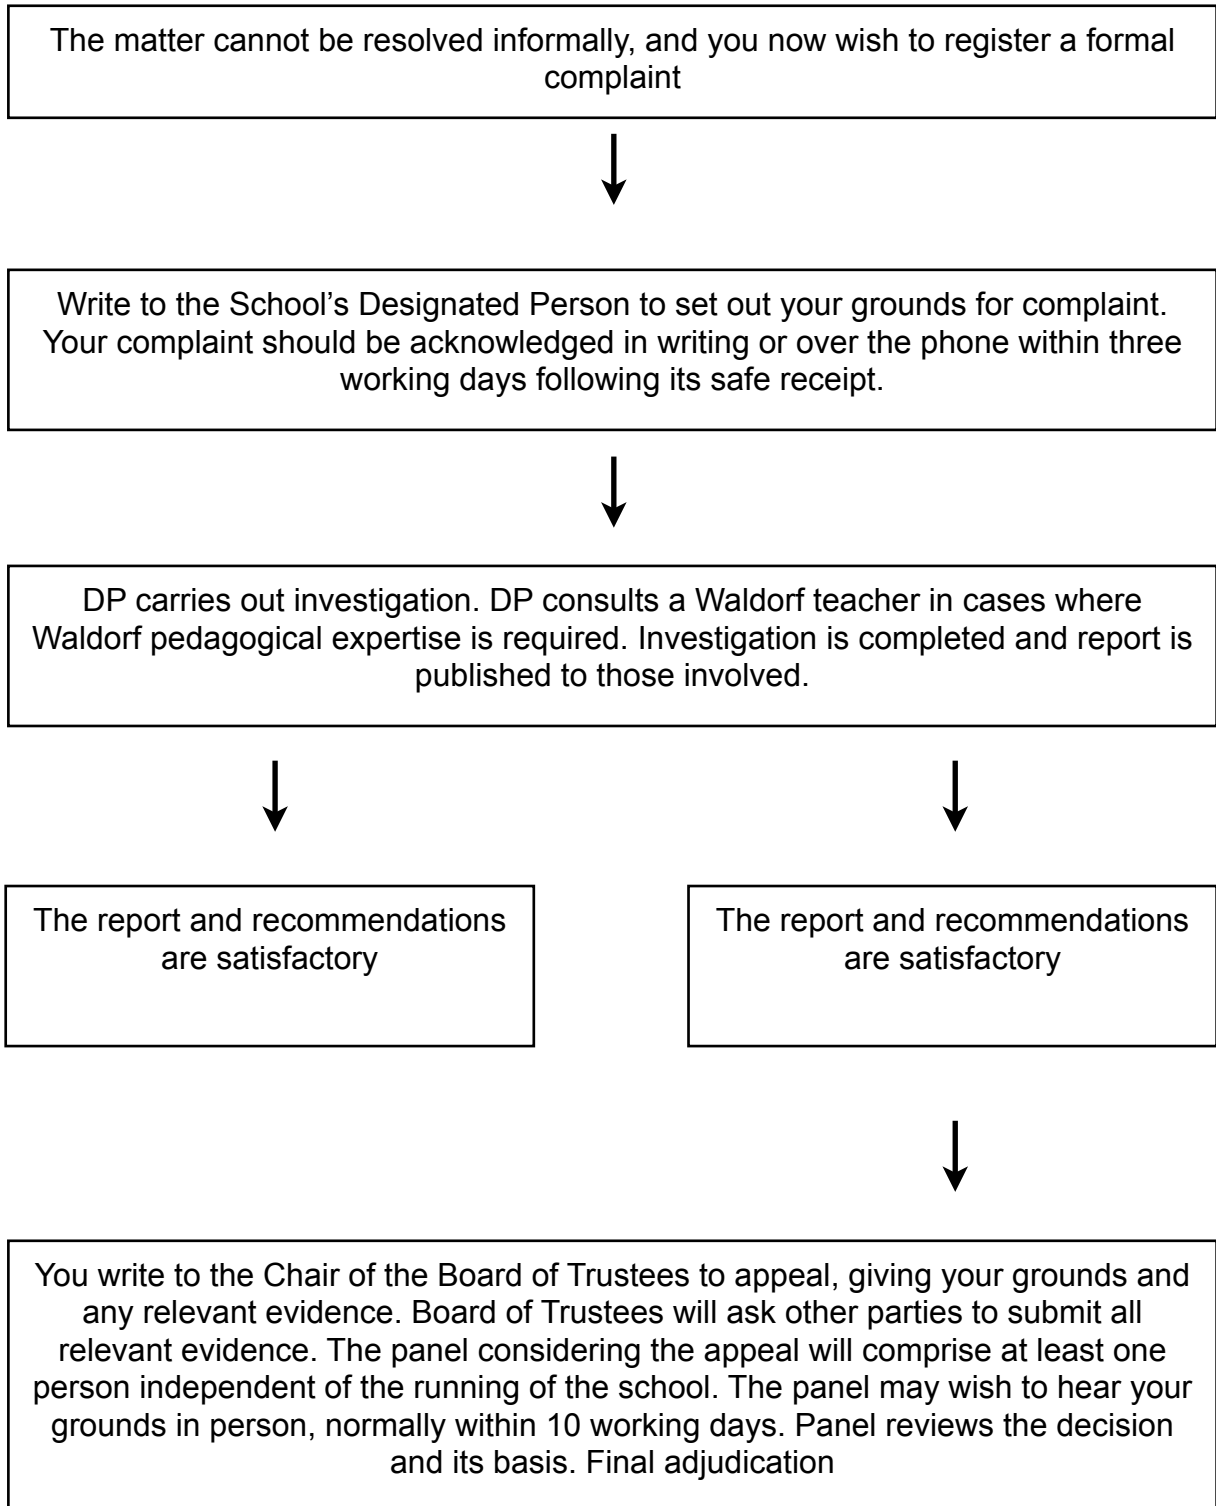 The matter cannot be resolved informally, and you now wish to register a formal
complaint
Write to the School’s Designated Person to set out your grounds for complaint.
Your complaint should be acknowledged in writing or over the phone within three
working days following its safe receipt.
DP carries out investigation. DP consults a Waldorf teacher in cases where
Waldorf pedagogical expertise is required. Investigation is completed and report is
published to those involved.
The report and recommendations
are satisfactory
The report and recommendations
are satisfactory
You write to the Chair of the Board of Trustees to appeal, giving your grounds and
any relevant evidence. Board of Trustees will ask other parties to submit all
relevant evidence. The panel considering the appeal will comprise at least one
person independent of the running of the school. The panel may wish to hear your
grounds in person, normally within 10 working days. Panel reviews the decision
and its basis. Final adjudication